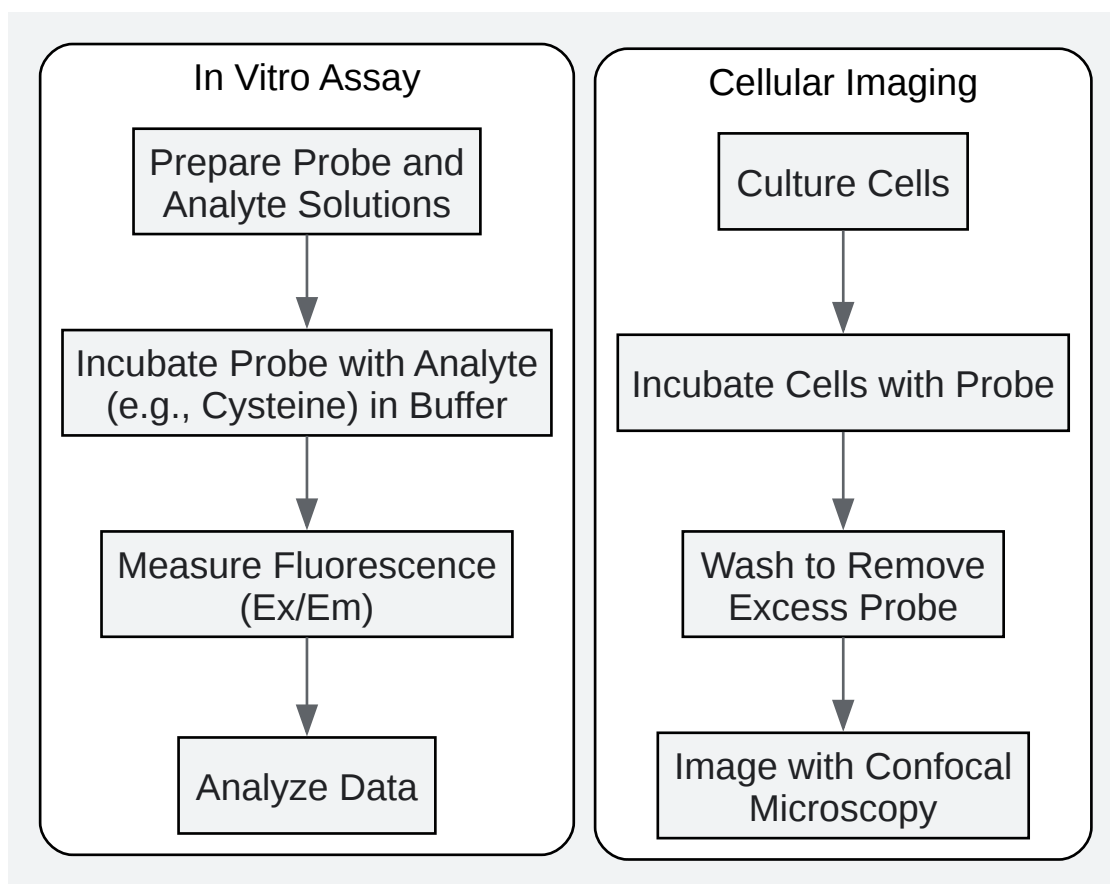 In Vitro Assay
Prepare Probe and
Analyte Solutions
Incubate Probe with Analyte
(e.g., Cysteine) in Buffer
Measure Fluorescence
(Ex/Em)
Analyze Data
Cellular Imaging
Culture Cells
Incubate Cells with Probe
Wash to Remove
Excess Probe
Image with Confocal
Microscopy